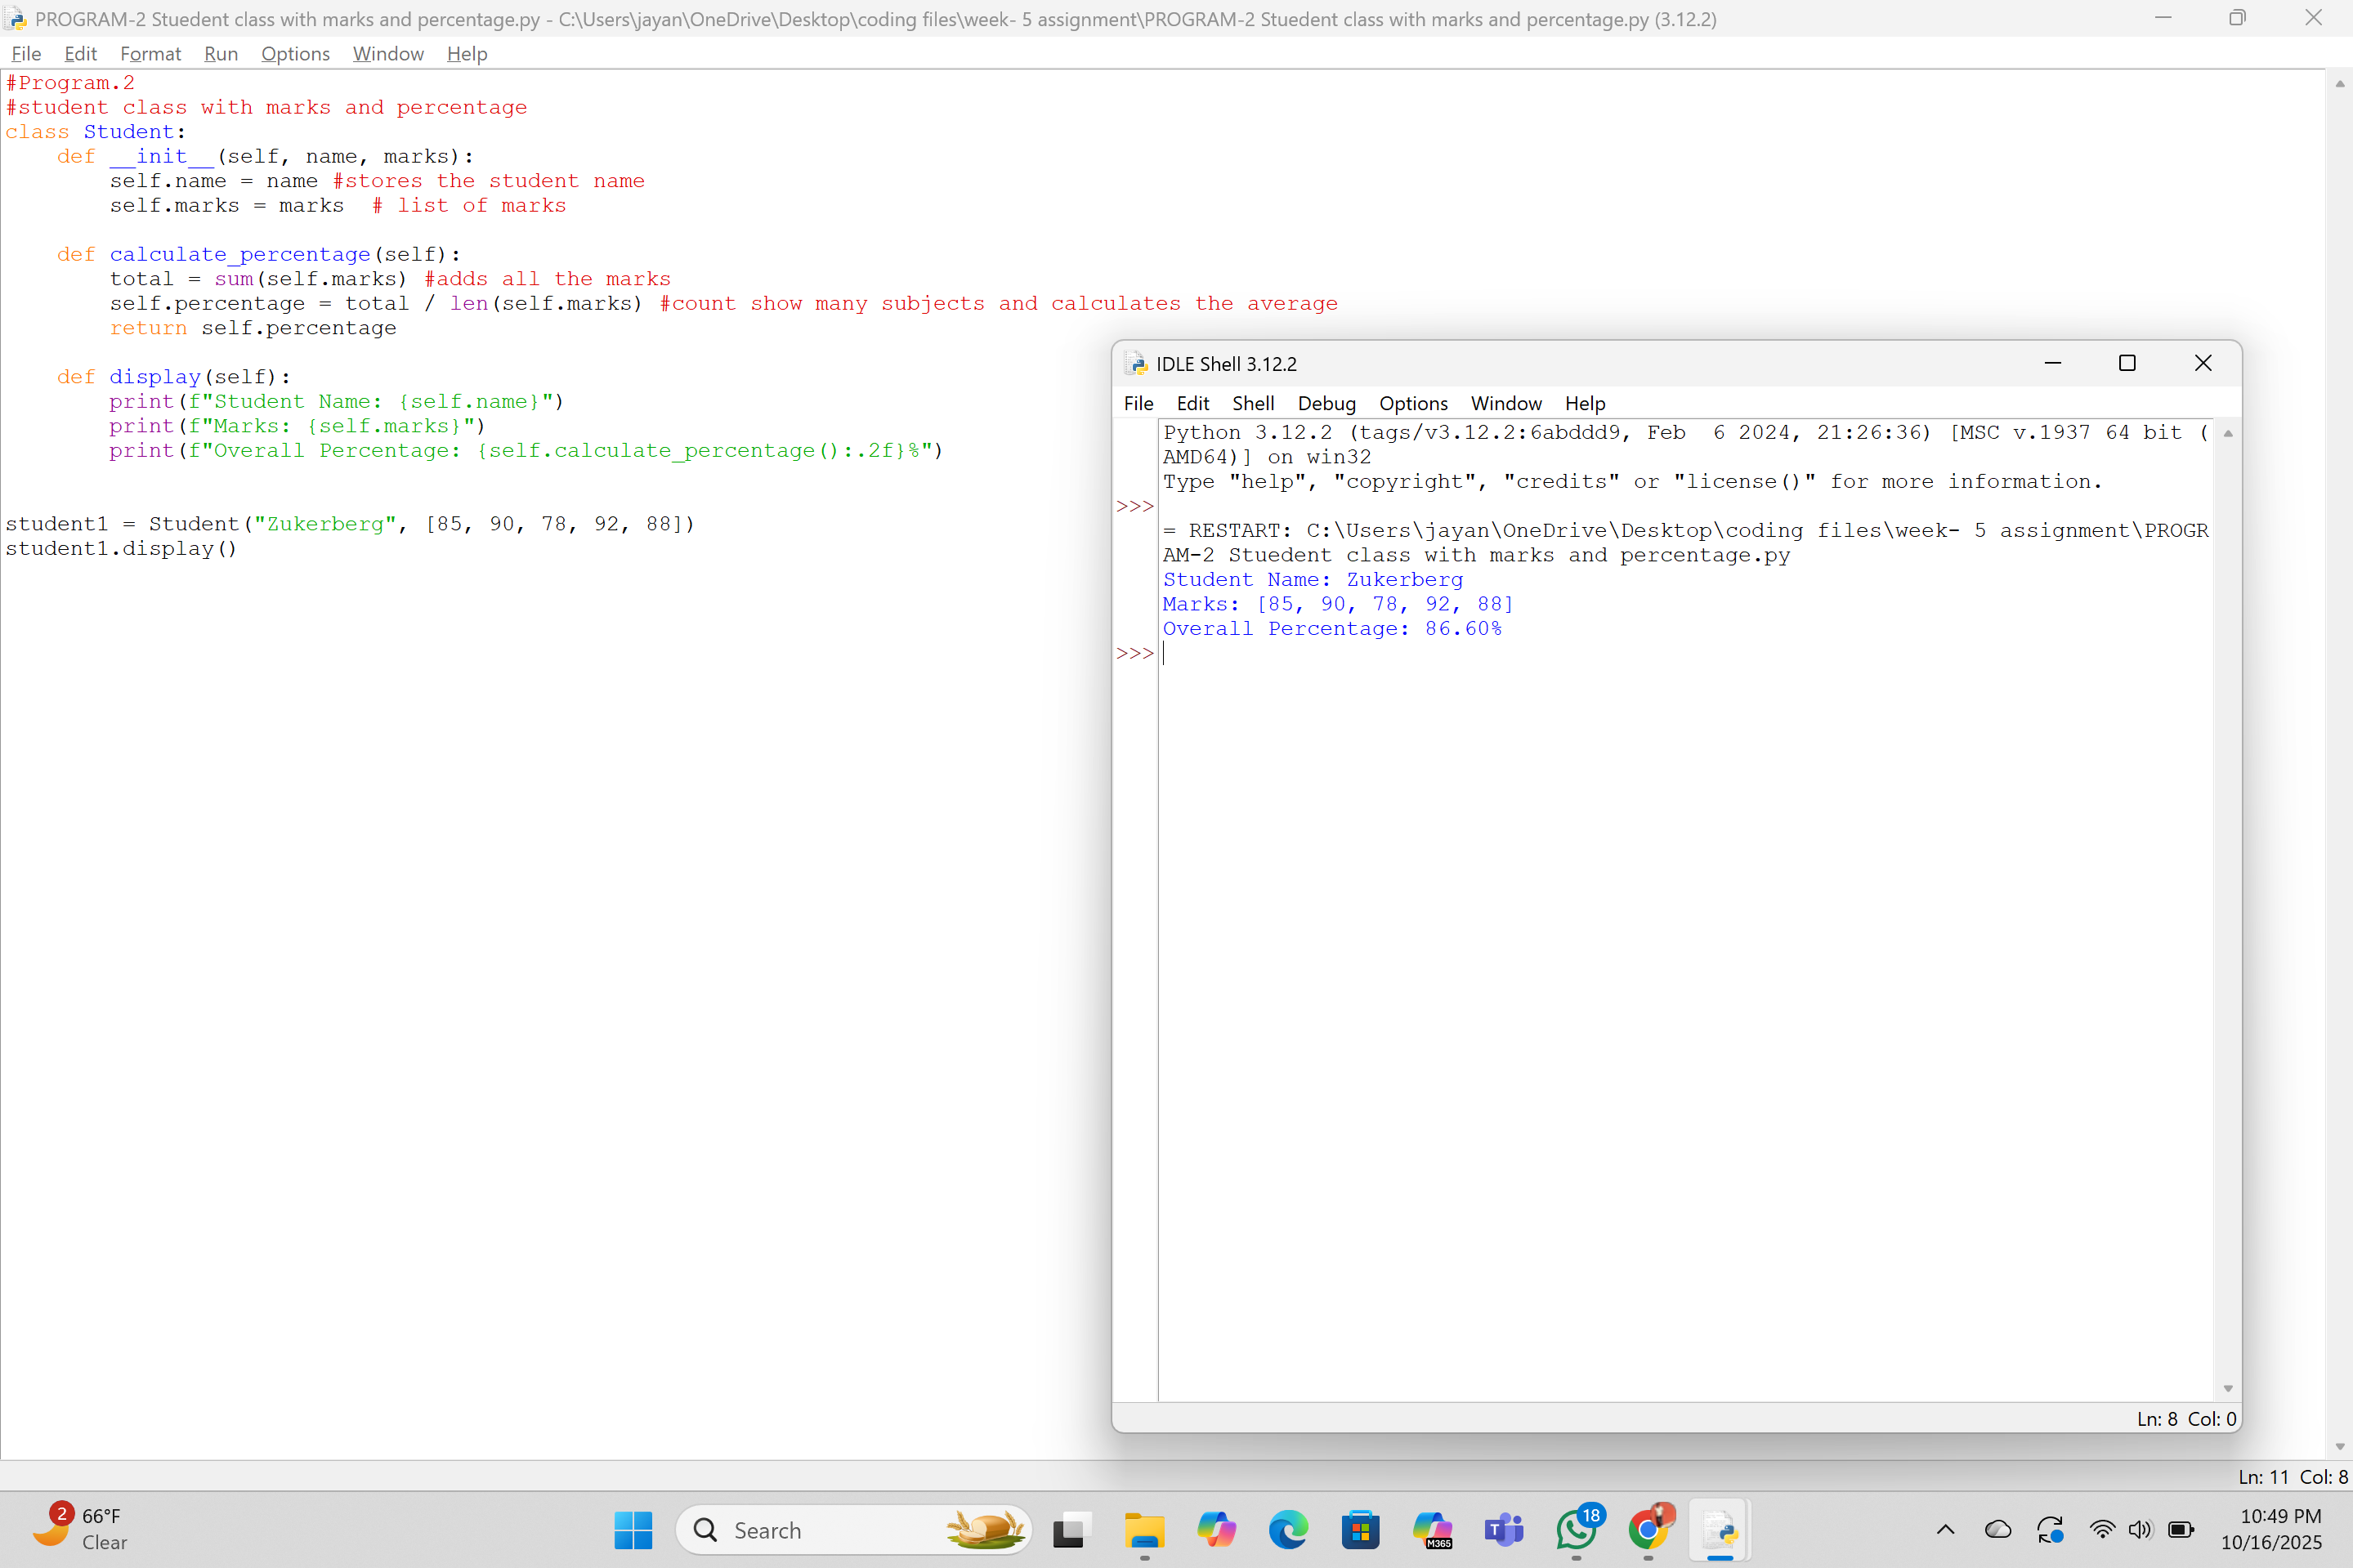 PROGRAM-2 Stuedent class with marks and percentage.py - C:\Users\jayan\OneDrive\Desktop\coding files\week- 5 assignment\PROGRAM-2 Stuedent class with marks and percentage.py (3.12.2)
File Edit Format Run Options Window Help
#Program.2
#student class with marks and percentage
class Student:
    def __init__(self, name, marks):
        self.name = name #stores the student name
        self.marks = marks  # list of marks
    def calculate_percentage(self):
        total = sum(self.marks) #adds all the marks
        self.percentage = total / len(self.marks) #count show many subjects and calculates the average
        return self.percentage
    def display(self):
        print(f"Student Name: {self.name}")
        print(f"Marks: {self.marks}")
        print(f"Overall Percentage: {self.calculate_percentage():.2f}%")
student1 = Student("Zukerberg", [85, 90, 78, 92, 88])
student1.display()
IDLE Shell 3.12.2
File Edit Shell Debug Options Window Help
Python 3.12.2 (tags/v3.12.2:6abddd9, Feb  6 2024, 21:26:36) [MSC v.1937 64 bit (
AMD64)] on win32
Type "help", "copyright", "credits" or "license()" for more information.
>>>
= RESTART: C:\Users\jayan\OneDrive\Desktop\coding files\week- 5 assignment\PROGR
AM-2 Stuedent class with marks and percentage.py
Student Name: Zukerberg
Marks: [85, 90, 78, 92, 88]
Overall Percentage: 86.60%
>>>
Ln: 8 Col: 0
Ln: 11 Col: 8
2
66°F
Clear
Search
M365
T
18
10:49 PM
10/16/2025